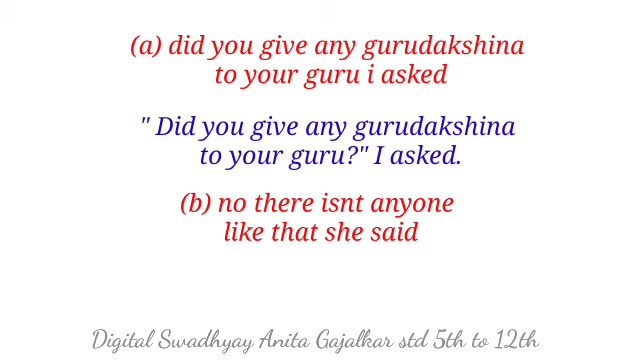 (a) did you give any gurudakshina
to your guru i asked
" Did you give any gurudakshina
to your guru?" I asked.
(b) no there isnt anyone
like that she said
Digital Swadhyay Anita Gajalkar std 5th to 12th